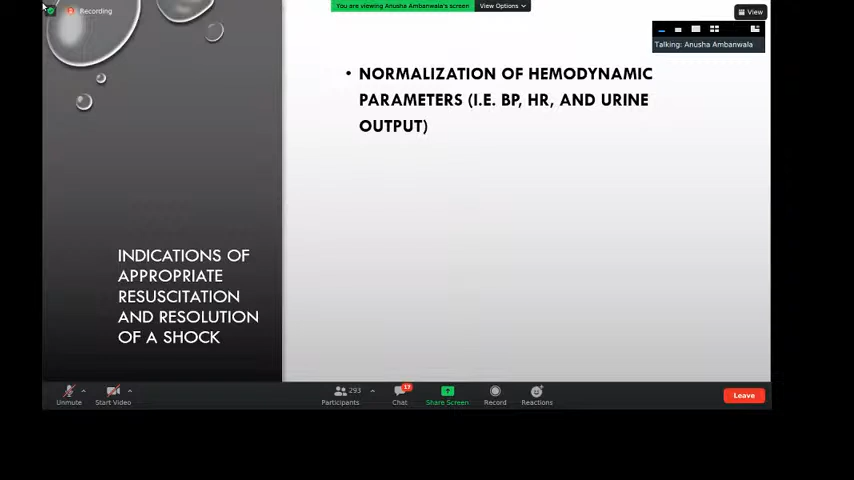 Recording
You are viewing Anusha Ambanwala's screen
View Options
View
Talking: Anusha Ambanwala
• NORMALIZATION OF HEMODYNAMIC
PARAMETERS (I.E. BP, HR, AND URINE
OUTPUT)
INDICATIONS OF
APPROPRIATE
RESUSCITATION
AND RESOLUTION
OF A SHOCK
Unmute
Start Video
293
Participants
17
Chat
Share Screen
Record
Reactions
Leave